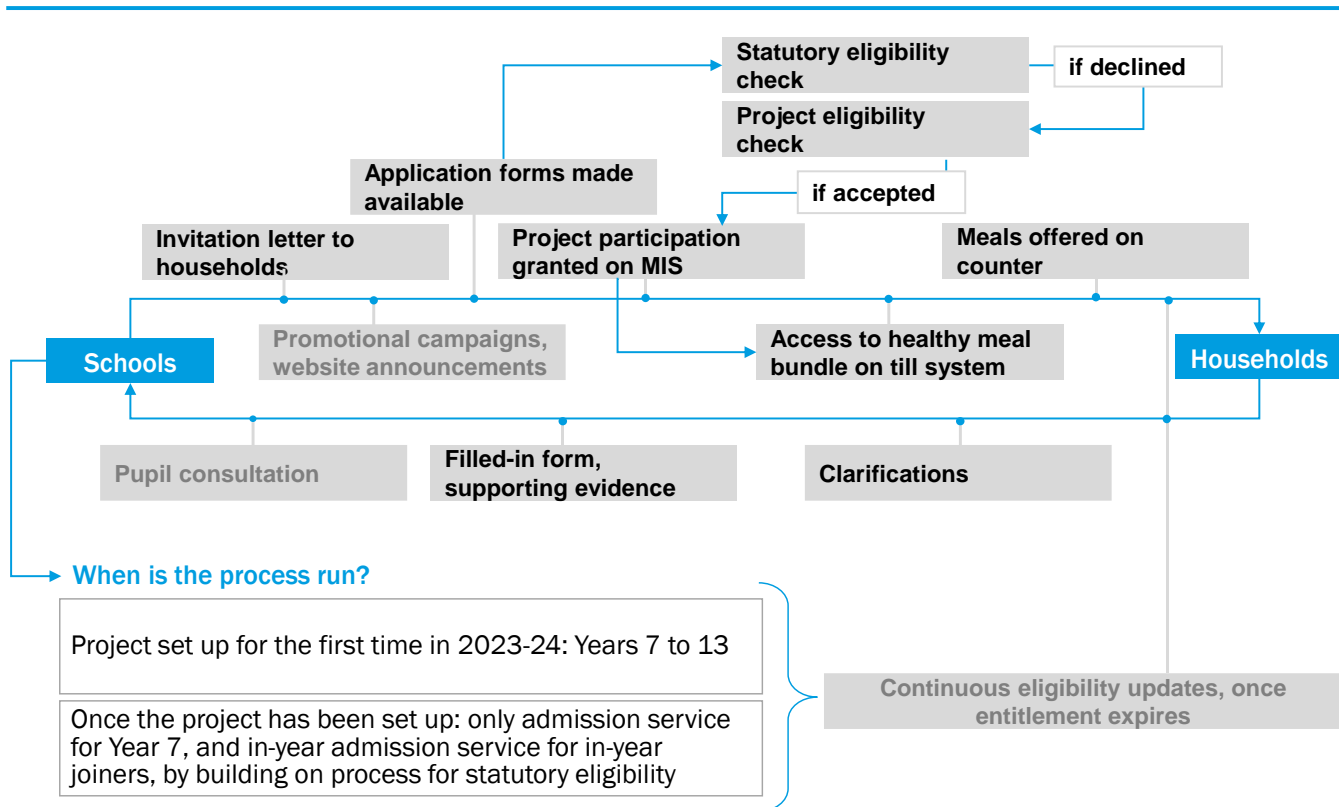 Statutory eligibility
check
if declined
Project eligibility
check
Application forms made
available
if accepted
Invitation letter to
households
Project participation
granted on MIS
Meals offered on
counter
Promotional campaigns,
website announcements
Access to healthy meal
bundle on till system
Schools
Households
Pupil consultation
Filled-in form,
supporting evidence
Clarifications
When is the process run?
Project set up for the first time in 2023-24: Years 7 to 13
Once the project has been set up: only admission service
for Year 7, and in-year admission service for in-year
joiners, by building on process for statutory eligibility
Continuous eligibility updates, once
entitlement expires